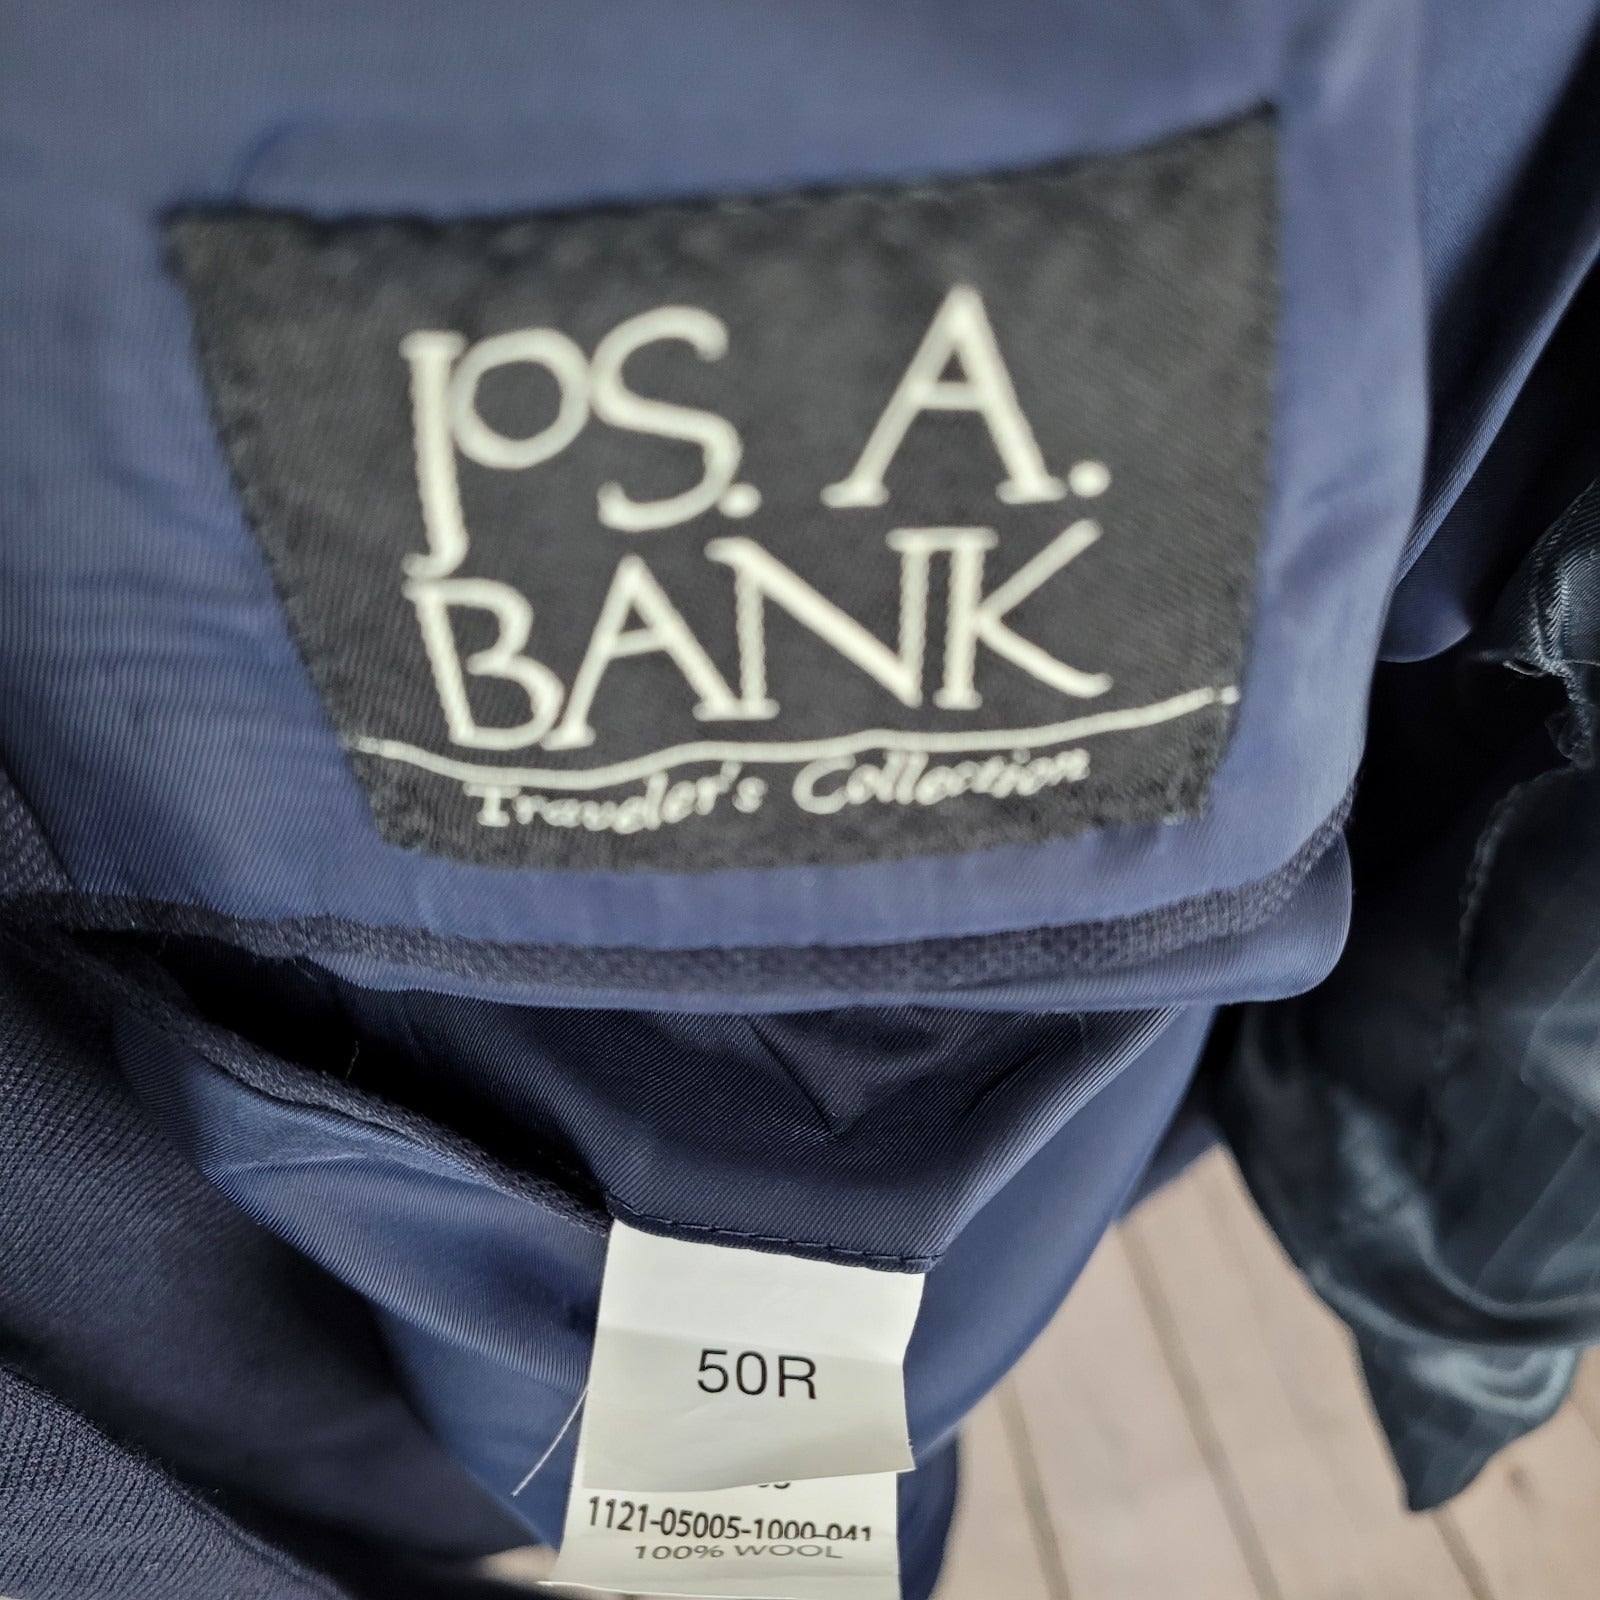 Jos. A.
BANK
Traveler's Collection
50R
1121-05005-1000-041
100% WOOL